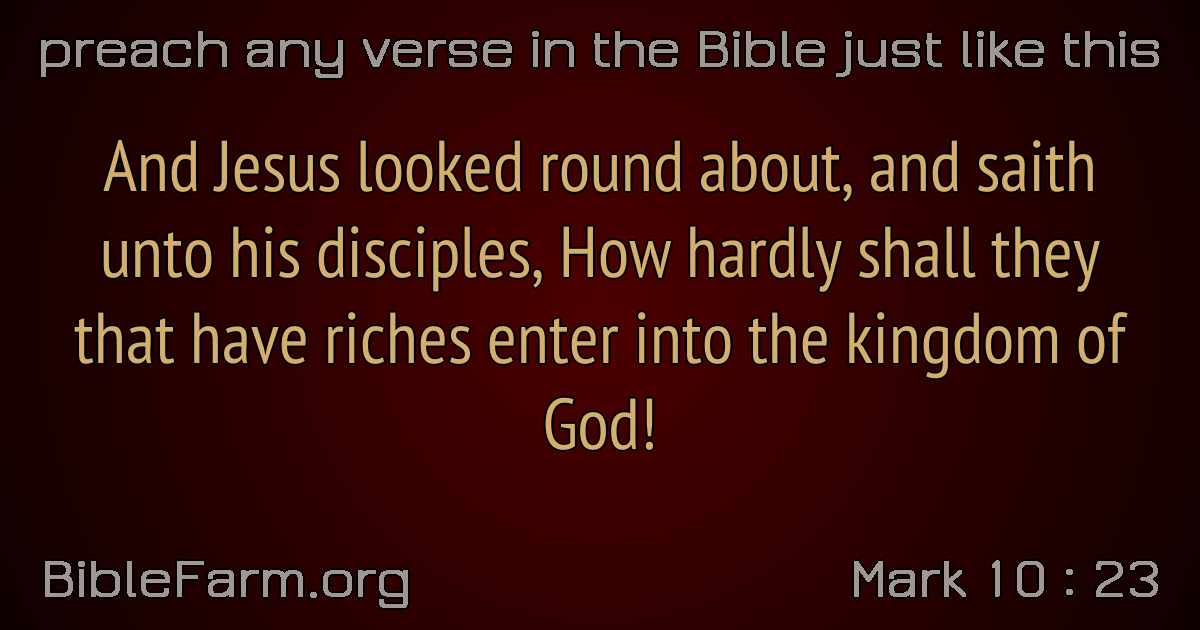 preach any verse in the Bible just like this
And Jesus looked round about, and saith
unto his disciples, How hardly shall they
that have riches enter into the kingdom of
God!
BibleFarm.org
Mark 10 : 23